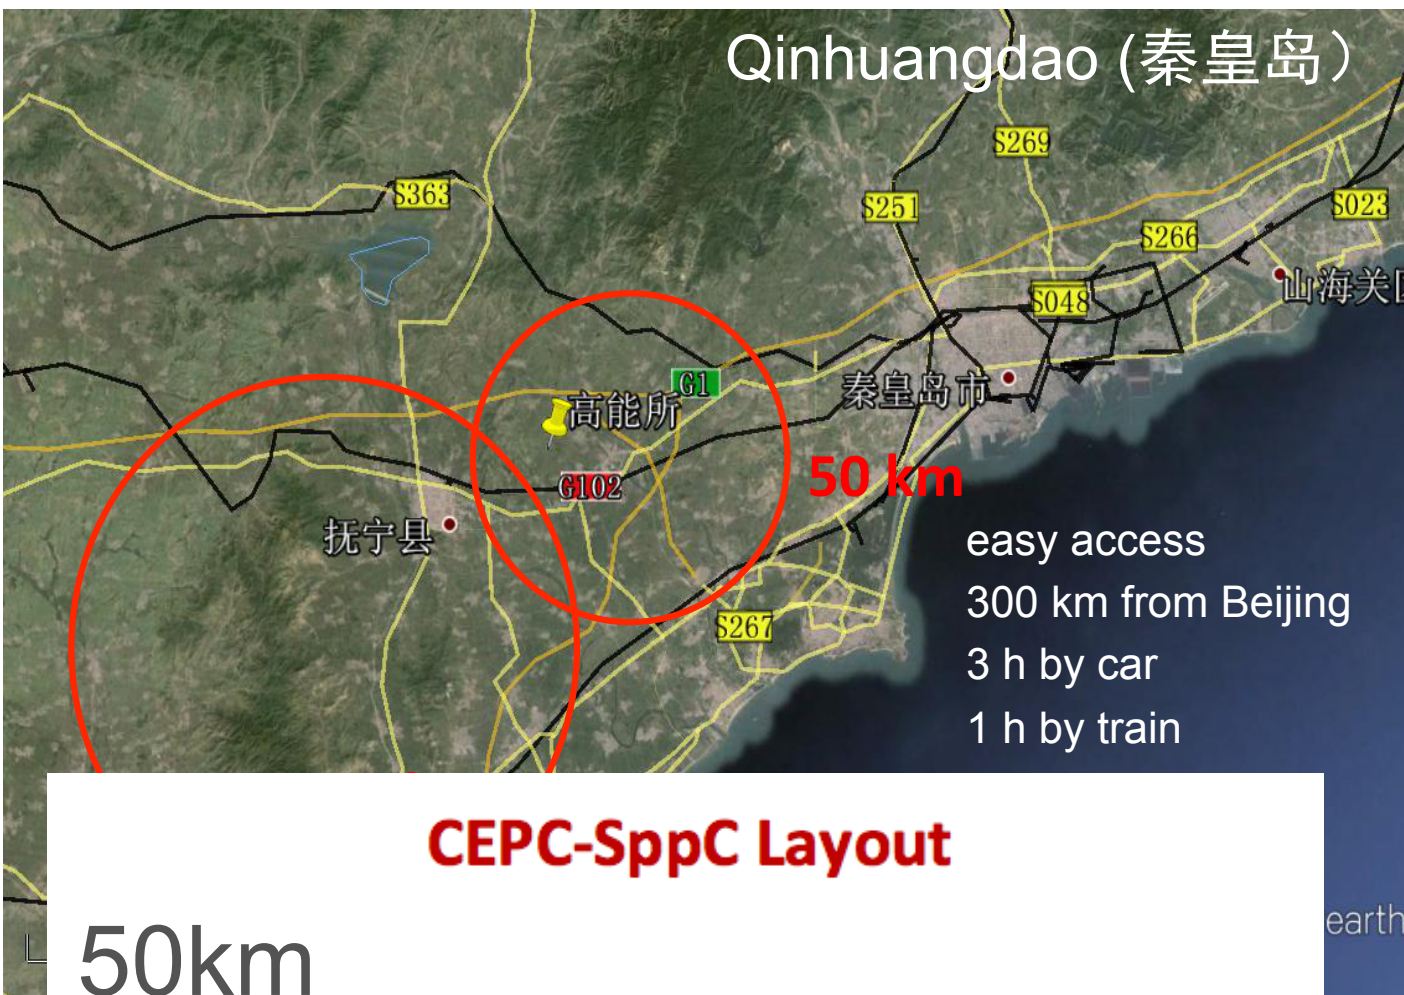 Qinhuangdao (秦皇岛）
S269
S363
S251
S023
S266
山海关区
S048
G1
秦皇岛市
高能所
50 km
G102
抚宁县
easy access
300 km from Beijing
S267
3 h by car
1 h by train
CEPC-SppC Layout
earth
50km